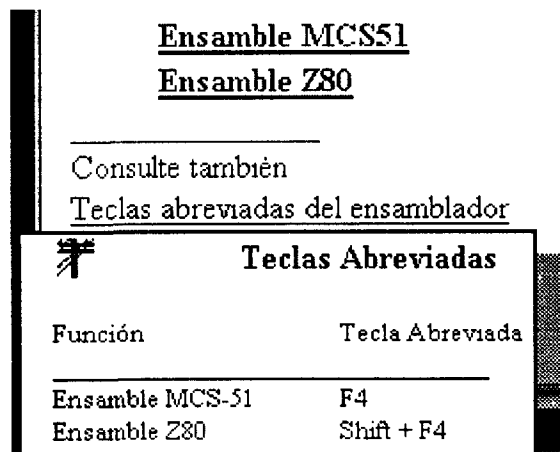 Ensamble MCS51
Ensamble Z80
Consulte también
Teclas abreviadas del ensamblador
Teclas Abreviadas
Función Tecla Abreviada
Ensamble MCS-51 F4
Ensamble Z80 Shift + F4